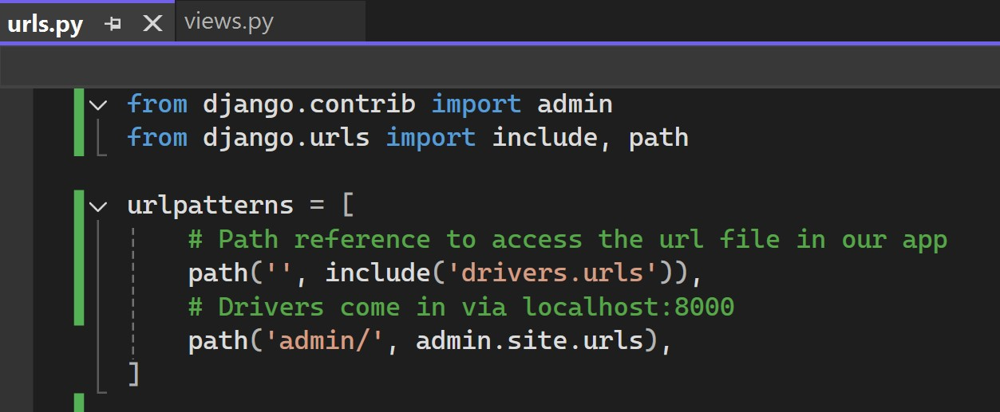 urls.py views.py
from django.contrib import admin
from django.urls import include, path
urlpatterns = [
# Path reference to access the url file in our app
path('', include('drivers.urls')),
# Drivers come in via localhost:8000
path('admin/', admin.site.urls),
]